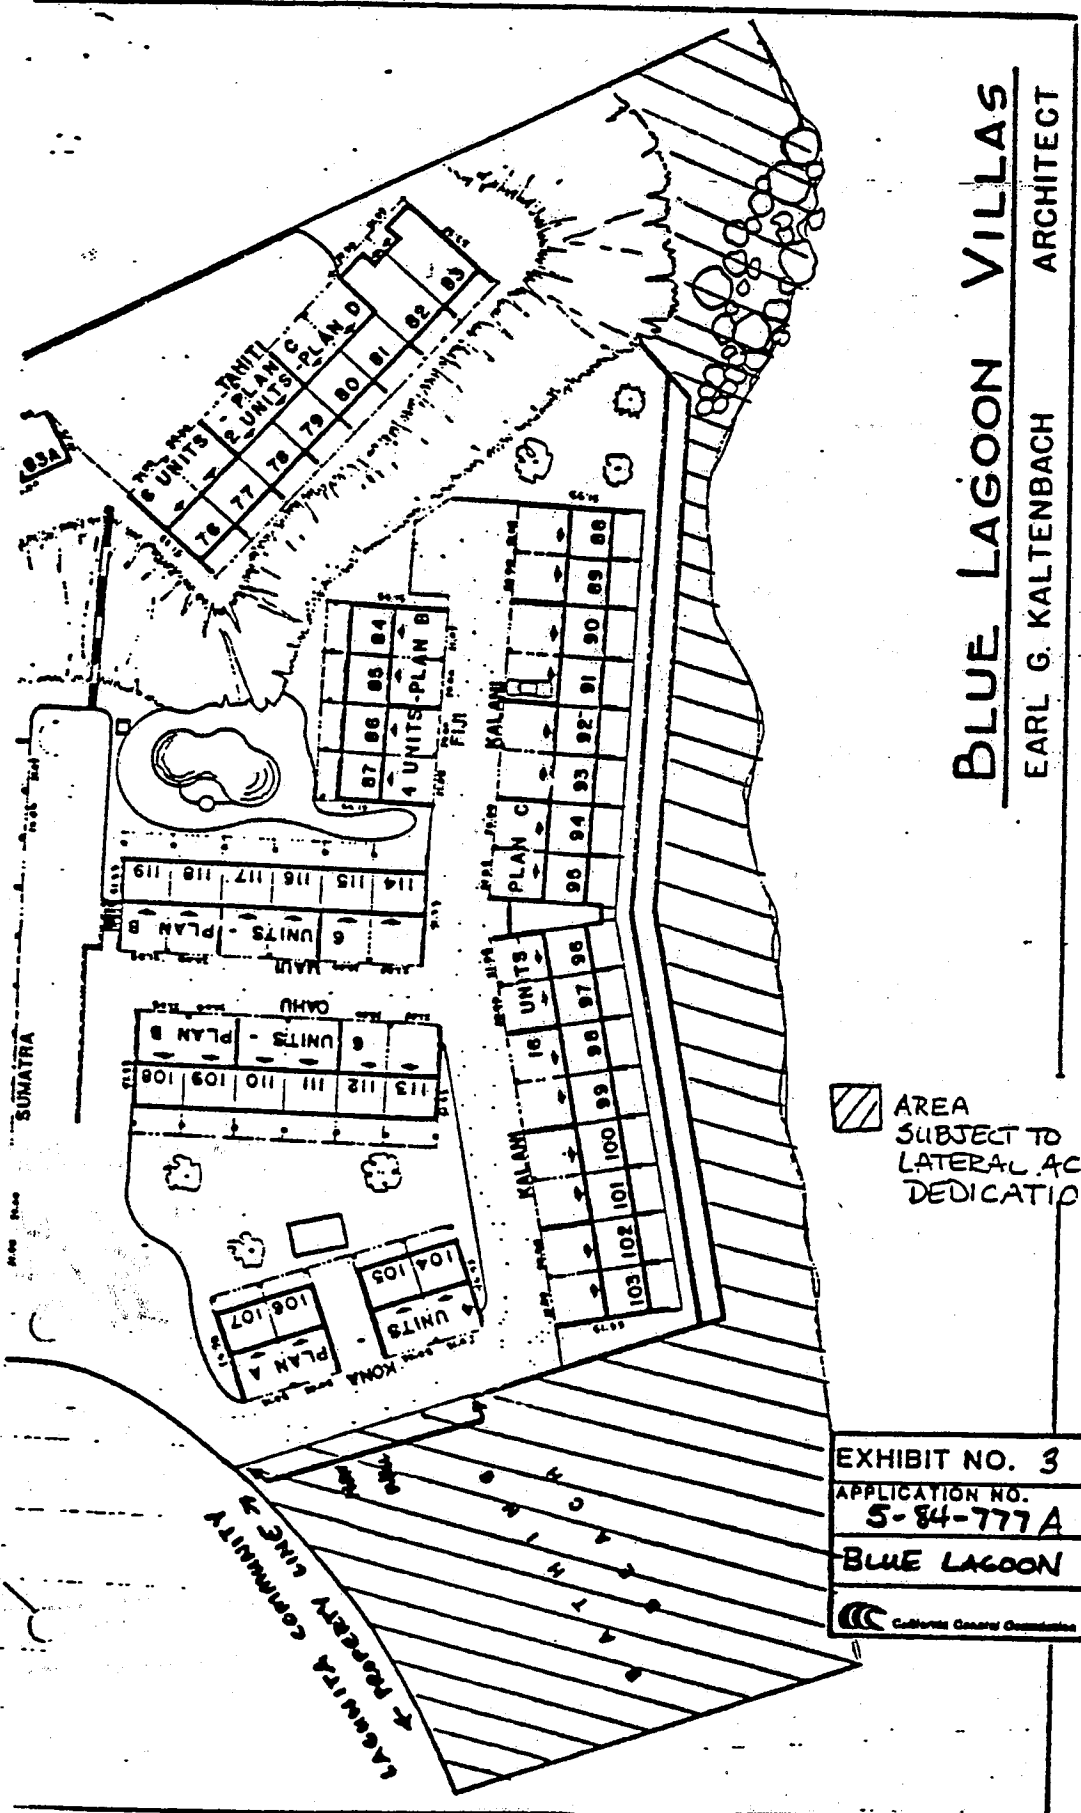 BLUE LAGOON VILLAS
EARL G. KALTENBACH ARCHITECT
AREA
SUBJECT TO
LATERAL AC
DEDICATIO
EXHIBIT NO. 3
APPLICATION NO.
5-84-777A
BLUE LAGOON
California Coastal Commission
SUMATRA
83A
TAHITI
6 UNITS - PLAN C
2 UNITS - PLAN D
76 77 78 79 80 81 82 83
84 85 86 87
4 UNITS - PLAN B
FIJI
KALANI
88 89 90 91 92 93 94 95
PLAN C
16 UNITS -
96 97 98 99 100 101 102 103
KALANI
119 118 117 116 115 114
6 UNITS - PLAN B
MAUI
OAHU
6 UNITS - PLAN B
108 109 110 111 112 113
107 106 105 104
PLAN A
4 UNITS
KONA
LAGUNITA COMMUNITY
PROPERTY LINE
BATHING
BEACH